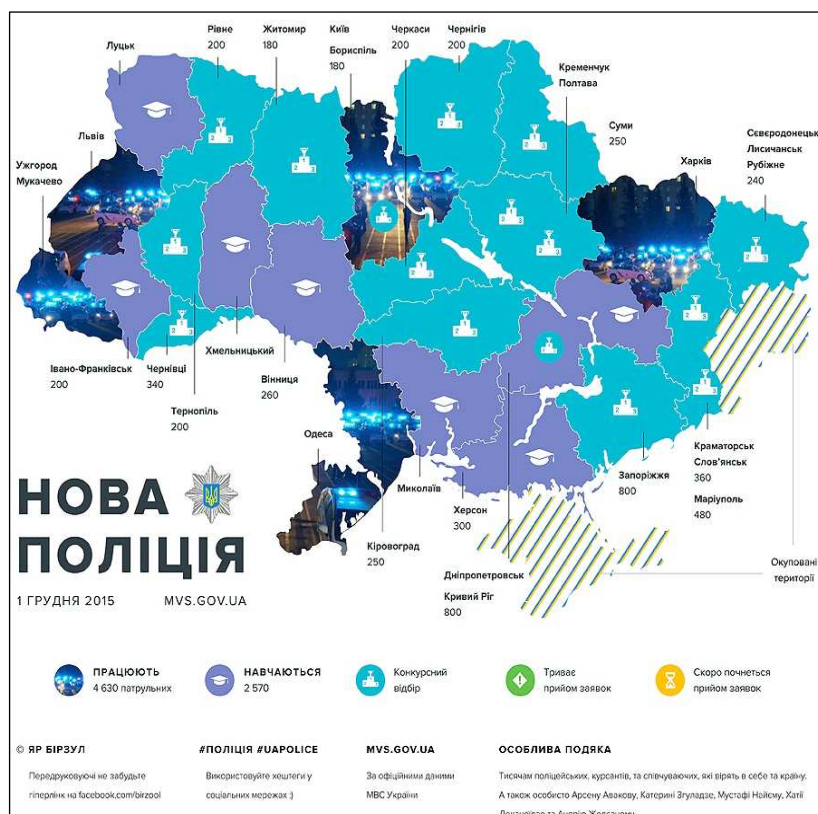 Луцьк
Рівне
200
Житомир
180
Київ
Бориспіль
180
Черкаси
200
Чернігів
200
Кременчук
Полтава
Суми
250
Сєвєродонецьк
Лисичанськ
Рубіжне
240
Харків
Львів
Ужгород
Мукачево
Івано-Франківськ
200
Чернівці
340
Тернопіль
200
Хмельницький
Вінниця
260
Одеса
Миколаїв
Кіровоград
250
Херсон
300
Дніпропетровськ
Кривий Ріг
800
Запоріжжя
800
Краматорськ
Слов'янськ
360
Маріуполь
480
Окуповані
території
НОВА
ПОЛІЦІЯ
1 ГРУДНЯ 2015 MVS.GOV.UA
ПРАЦЮЮТЬ
4 630 патрульних
НАВЧАЮТЬСЯ
2 570
Конкурсний
відбір
Триває
прийом заявок
Скоро почнеться
прийом заявок
© ЯР БІРЗУЛ
Передруковуючі не забудьте
гіперлінк на facebook.com/birzool
#ПОЛІЦІЯ #UAPOLICE
Використовуйте хештеги у
соціальних мережах :)
MVS.GOV.UA
За офіційними даними
МВС України
ОСОБЛИВА ПОДЯКА
Тисячам поліцейських, курсантів, та співчуваючих, які вірять в себе та країну.
А також особисто Арсену Авакову, Катерині Згуладзе, Мустафі Найєму, Хатії